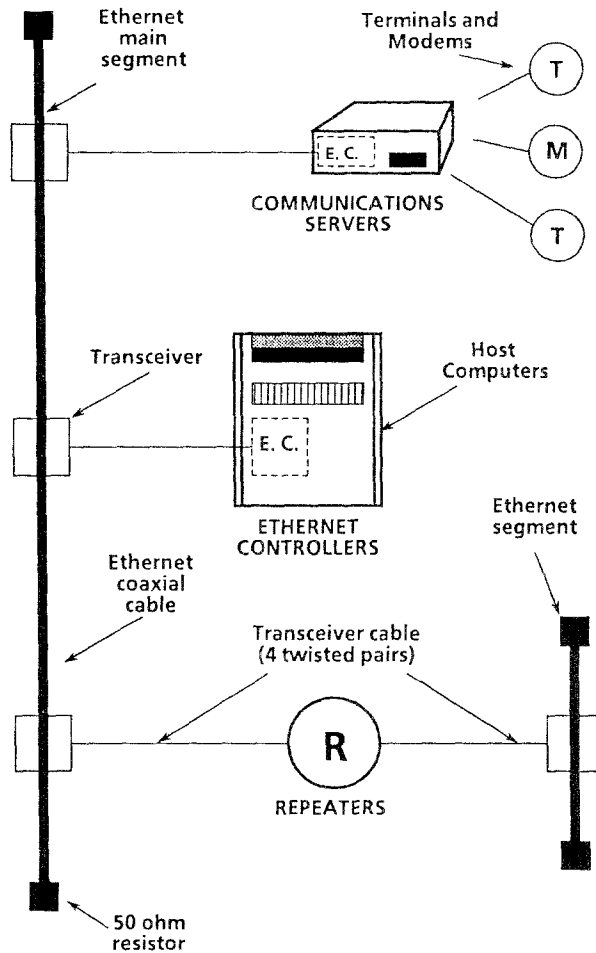 Ethernet
main
segment
Terminals and
Modems
T
M
T
E. C.
COMMUNICATIONS
SERVERS
Transceiver
Host
Computers
E. C.
ETHERNET
CONTROLLERS
Ethernet
segment
Ethernet
coaxial
cable
Transceiver cable
(4 twisted pairs)
R
REPEATERS
50 ohm
resistor